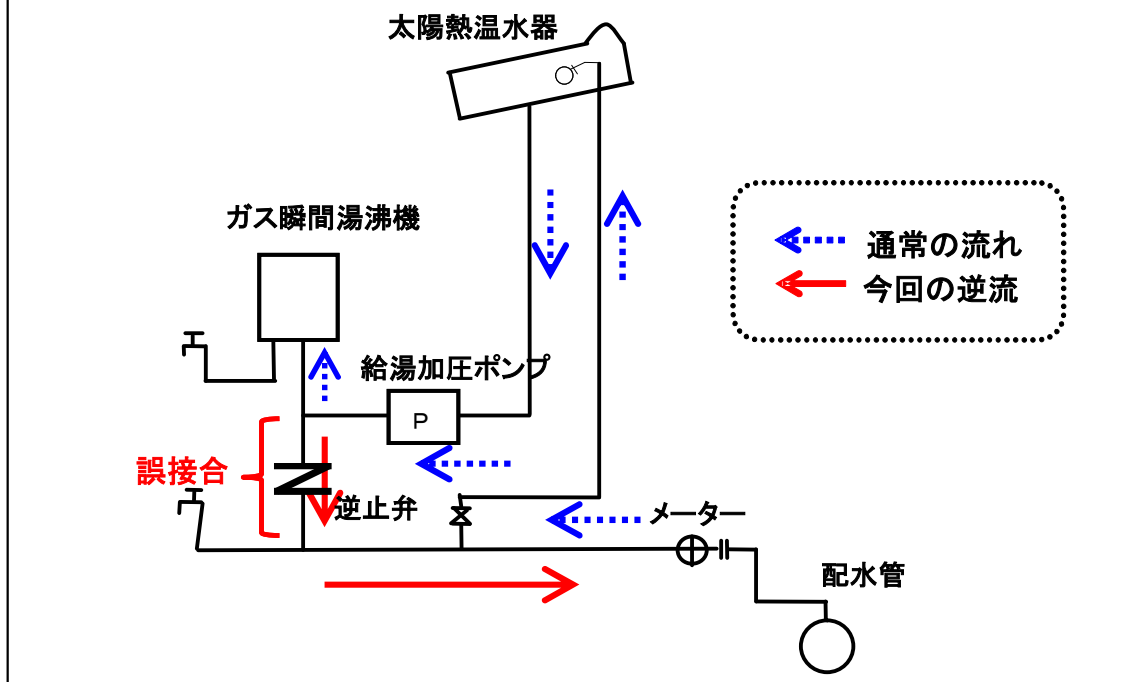 太陽熱温水器
ガス瞬間湯沸機
通常の流れ
今回の逆流
給湯加圧ポンプ
P
誤接合
逆止弁
メーター
配水管